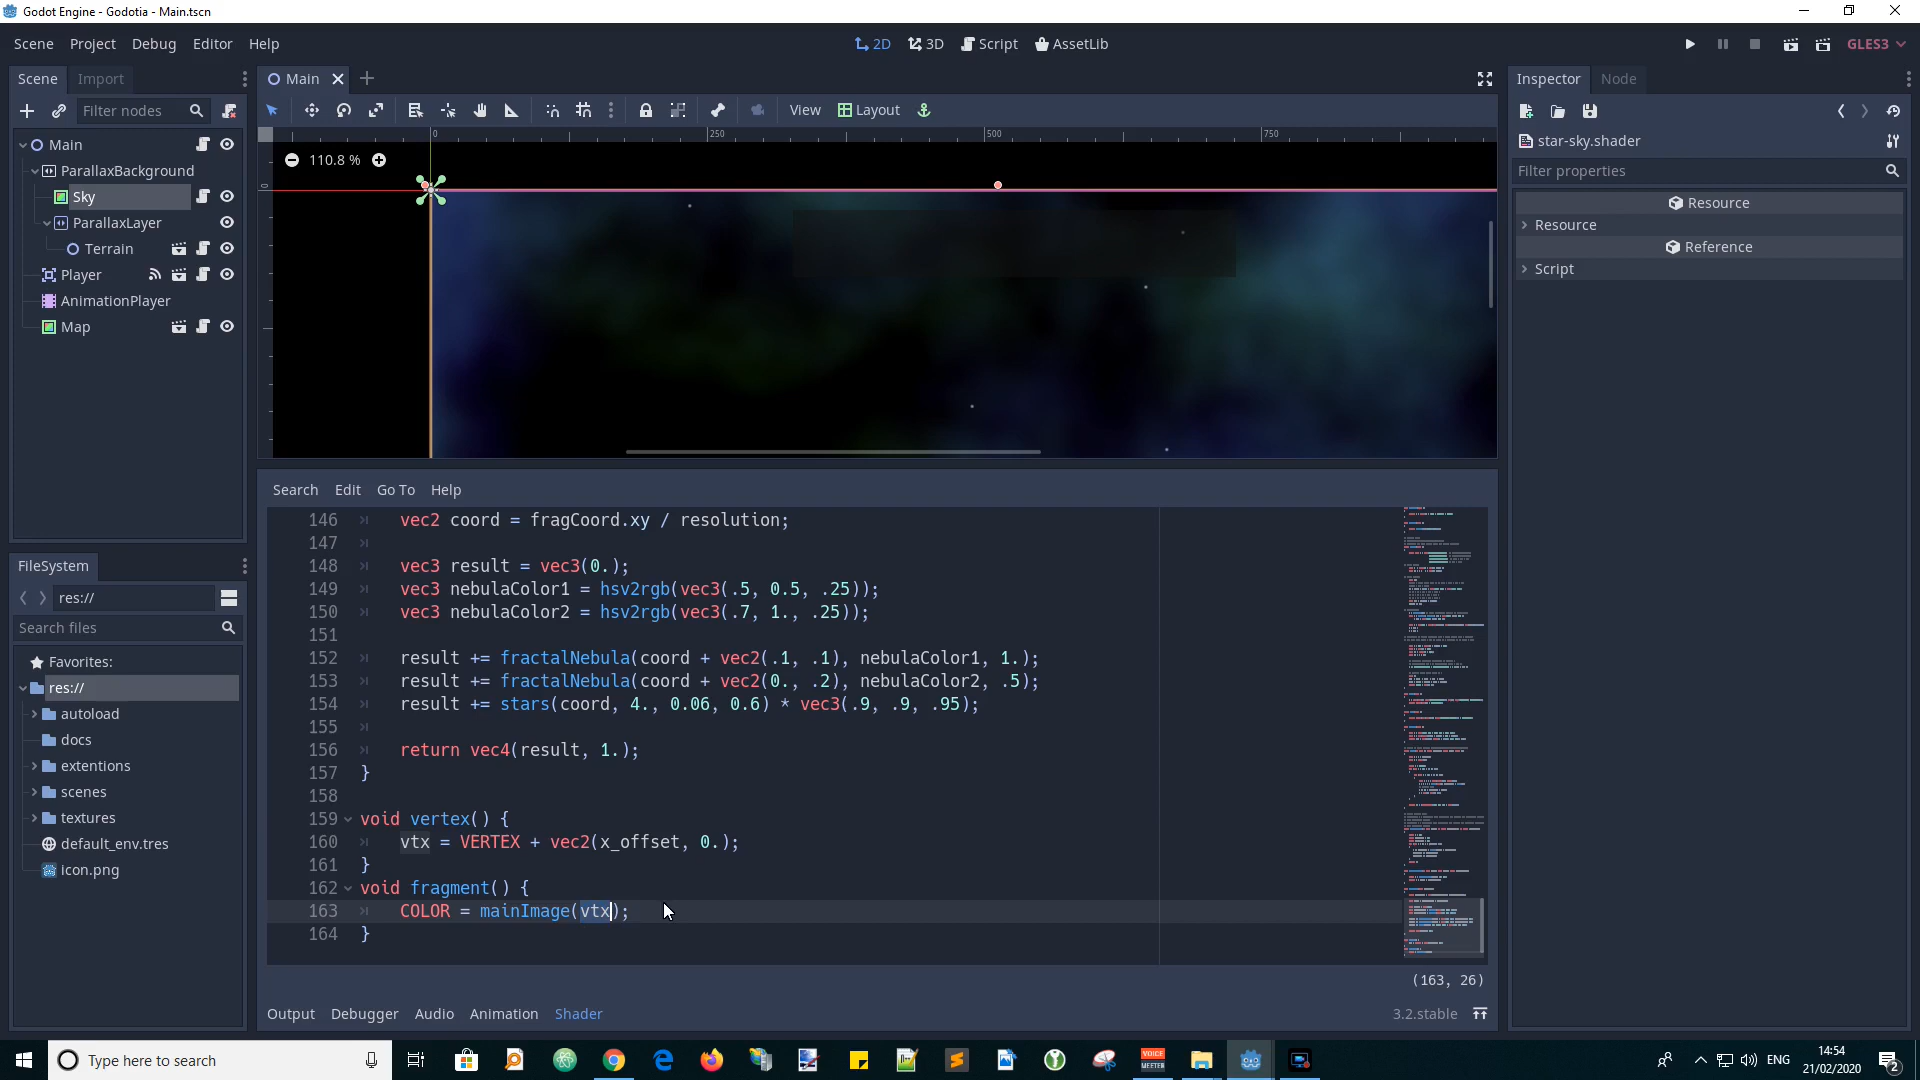 Godot Engine - Godotia - Main.tscn
Scene Project Debug Editor Help
2D 3D Script AssetLib
GLES3
Scene Import
Filter nodes
Main
ParallaxBackground
Sky
ParallaxLayer
Terrain
Player
AnimationPlayer
Map
FileSystem
res://
Search files
Favorites:
res://
autoload
docs
extentions
scenes
textures
default_env.tres
icon.png
Main
View Layout
0 250 500 750
0
110.8 %
Search Edit Go To Help
146 vec2 coord = fragCoord.xy / resolution;
147
148 vec3 result = vec3(0.);
149 vec3 nebulaColor1 = hsv2rgb(vec3(.5, 0.5, .25));
150 vec3 nebulaColor2 = hsv2rgb(vec3(.7, 1., .25));
151
152 result += fractalNebula(coord + vec2(.1, .1), nebulaColor1, 1.);
153 result += fractalNebula(coord + vec2(0., .2), nebulaColor2, .5);
154 result += stars(coord, 4., 0.06, 0.6) * vec3(.9, .9, .95);
155
156 return vec4(result, 1.);
157 }
158
159 void vertex() {
160 vtx = VERTEX + vec2(x_offset, 0.);
161 }
162 void fragment() {
163 COLOR = mainImage(vtx);
164 }
(163, 26)
Output Debugger Audio Animation Shader
3.2.stable
Inspector Node
star-sky.shader
Filter properties
Resource
Resource
Reference
Script
Type here to search
VOICE
MEETER
ENG
14:54
21/02/2020
2